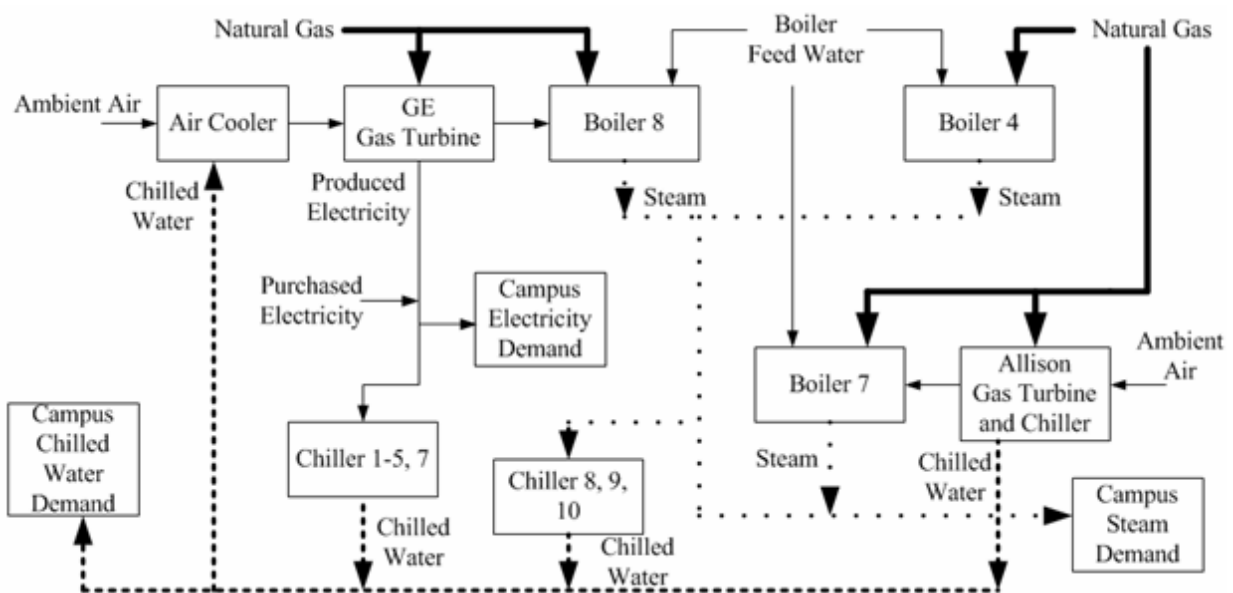 Natural Gas
Boiler
Feed Water
Natural Gas
Ambient Air
Air Cooler
GE
Gas Turbine
Boiler 8
Boiler 4
Chilled
Water
Produced
Electricity
Steam
Steam
Purchased
Electricity
Campus
Electricity
Demand
Boiler 7
Allison
Gas Turbine
and Chiller
Ambient
Air
Campus
Chilled
Water
Demand
Chiller 1-5, 7
Chiller 8, 9,
10
Steam
Chilled
Water
Campus
Steam
Demand
Chilled
Water
Chilled
Water